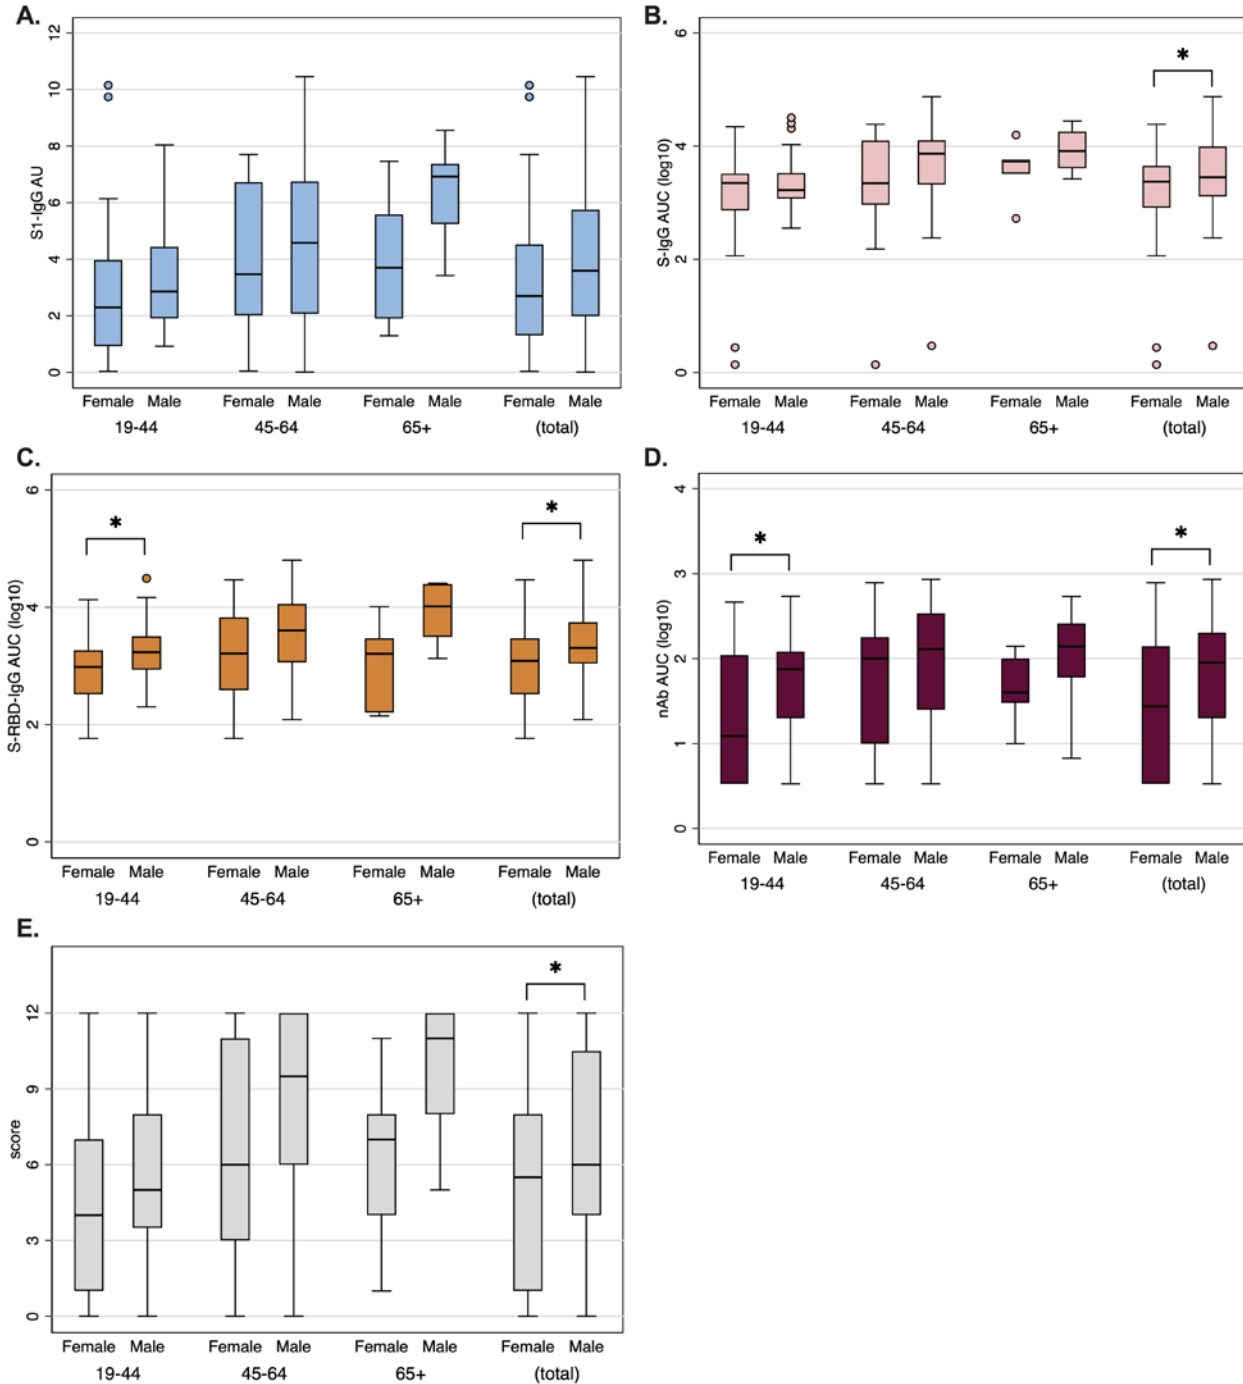 A.
S1-IgG AU
12
10
8
6
4
2
0
Female Male Female Male Female Male Female Male
19-44 45-64 65+ (total)
B.
S-IgG AUC (log10)
6
4
2
0
*
Female Male Female Male Female Male Female Male
19-44 45-64 65+ (total)
C.
S-RBD-IgG AUC (log10)
6
4
2
0
* *
Female Male Female Male Female Male Female Male
19-44 45-64 65+ (total)
D.
nAb AUC (log10)
4
3
2
1
0
* *
Female Male Female Male Female Male Female Male
19-44 45-64 65+ (total)
E.
score
12
9
6
3
0
*
Female Male Female Male Female Male Female Male
19-44 45-64 65+ (total)